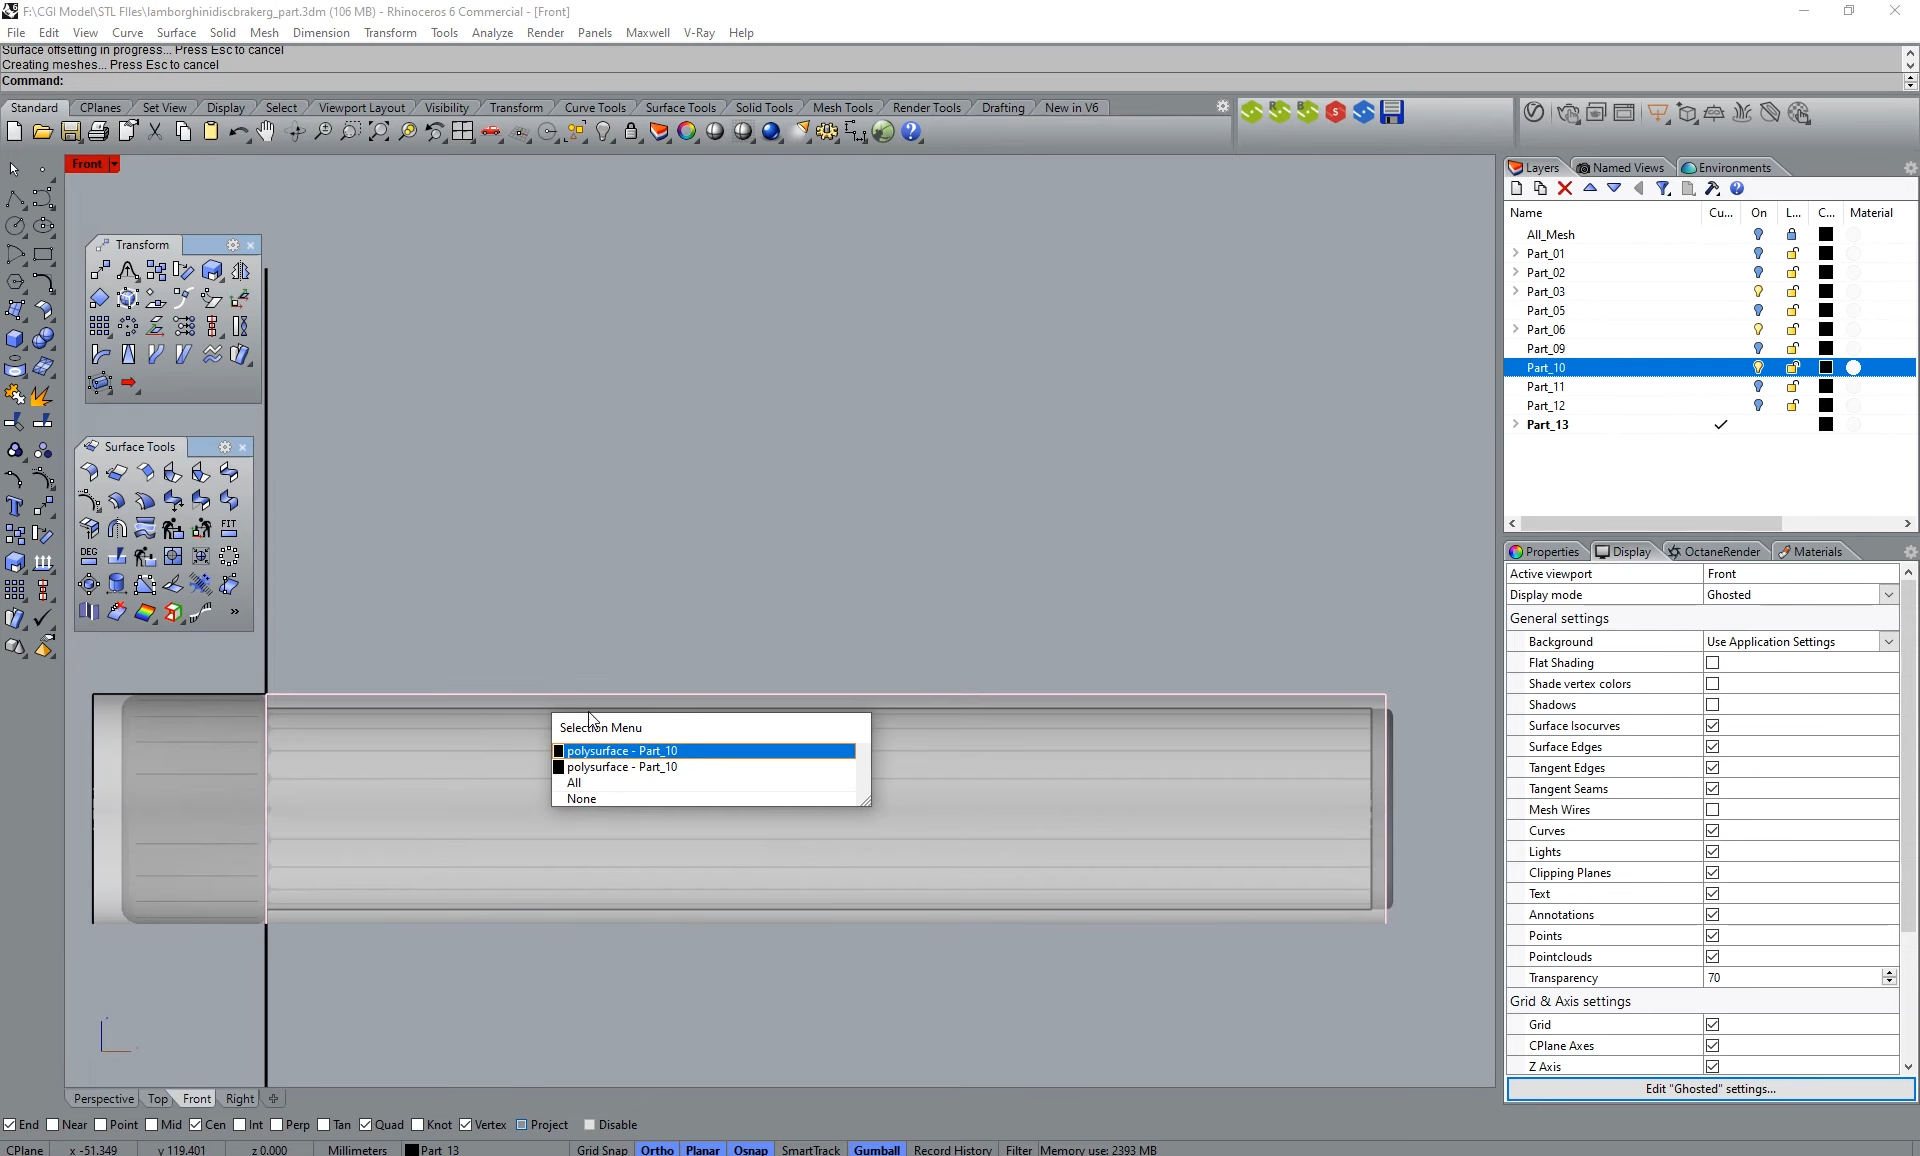 F:\CGI Model\STL FIles\lamborghinidiscbrakerg_part.3dm (106 MB) - Rhinoceros 6 Commercial - [Front]
File Edit View Curve Surface Solid Mesh Dimension Transform Tools Analyze Render Panels Maxwell V-Ray Help
Surface offsetting in progress... Press Esc to cancel
Creating meshes... Press Esc to cancel
Command:
Standard CPlanes Set View Display Select Viewport Layout Visibility Transform Curve Tools Surface Tools Solid Tools Mesh Tools Render Tools Drafting New in V6
Front
Transform
Surface Tools
FIT
DEG
Selection Menu
polysurface - Part_10
polysurface - Part_10
All
None
Layers Named Views Environments
Name Cu... On L... C... Material
All_Mesh
Part_01
Part_02
Part_03
Part_05
Part_06
Part_09
Part_10
Part_11
Part_12
Part_13
Properties Display OctaneRender Materials
Active viewport Front
Display mode Ghosted
General settings
Background Use Application Settings
Flat Shading
Shade vertex colors
Shadows
Surface Isocurves
Surface Edges
Tangent Edges
Tangent Seams
Mesh Wires
Curves
Lights
Clipping Planes
Text
Annotations
Points
Pointclouds
Transparency 70
Grid & Axis settings
Grid
CPlane Axes
Z Axis
Edit "Ghosted" settings...
Perspective Top Front Right
End Near Point Mid Cen Int Perp Tan Quad Knot Vertex Project Disable
CPlane x -51.349 y 119.401 z 0.000 Millimeters Part_13 Grid Snap Ortho Planar Osnap SmartTrack Gumball Record History Filter Memory use: 2393 MB